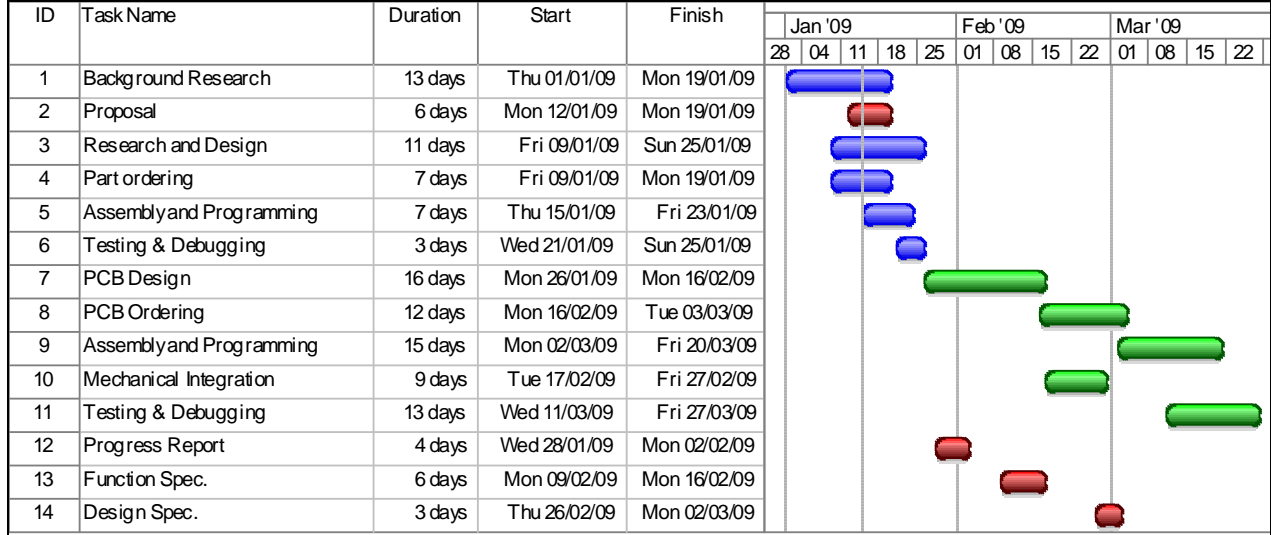 ID Task Name Duration Start Finish Jan '09 Feb '09 Mar '09
28 04 11 18 25 01 08 15 22 01 08 15 22
1 Background Research 13 days Thu 01/01/09 Mon 19/01/09
2 Proposal 6 days Mon 12/01/09 Mon 19/01/09
3 Research and Design 11 days Fri 09/01/09 Sun 25/01/09
4 Part ordering 7 days Fri 09/01/09 Mon 19/01/09
5 Assembly and Programming 7 days Thu 15/01/09 Fri 23/01/09
6 Testing & Debugging 3 days Wed 21/01/09 Sun 25/01/09
7 PCB Design 16 days Mon 26/01/09 Mon 16/02/09
8 PCB Ordering 12 days Mon 16/02/09 Tue 03/03/09
9 Assembly and Programming 15 days Mon 02/03/09 Fri 20/03/09
10 Mechanical Integration 9 days Tue 17/02/09 Fri 27/02/09
11 Testing & Debugging 13 days Wed 11/03/09 Fri 27/03/09
12 Progress Report 4 days Wed 28/01/09 Mon 02/02/09
13 Function Spec. 6 days Mon 09/02/09 Mon 16/02/09
14 Design Spec. 3 days Thu 26/02/09 Mon 02/03/09